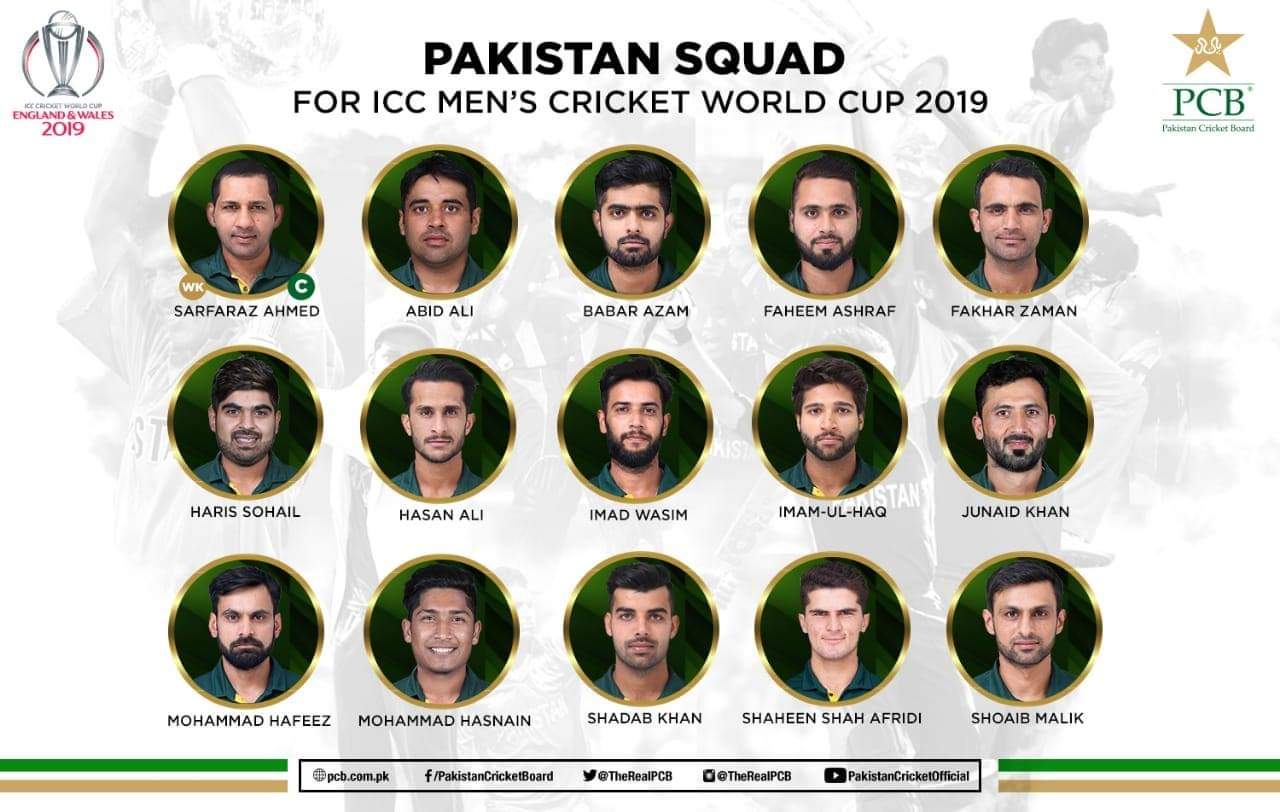 ICC CRICKET WORLD CUP
ENGLAND & WALES
2019
PAKISTAN SQUAD
FOR ICC MEN'S CRICKET WORLD CUP 2019
PCB®
Pakistan Cricket Board
WK
C
SARFARAZ AHMED
ABID ALI
BABAR AZAM
FAHEEM ASHRAF
FAKHAR ZAMAN
HARIS SOHAIL
HASAN ALI
IMAD WASIM
IMAM-UL-HAQ
JUNAID KHAN
PAKISTAN
MOHAMMAD HAFEEZ
MOHAMMAD HASNAIN
SHADAB KHAN
SHAHEEN SHAH AFRIDI
SHOAIB MALIK
pcb.com.pk
f/PakistanCricketBoard
@TheRealPCB
@TheRealPCB
PakistanCricketOfficial